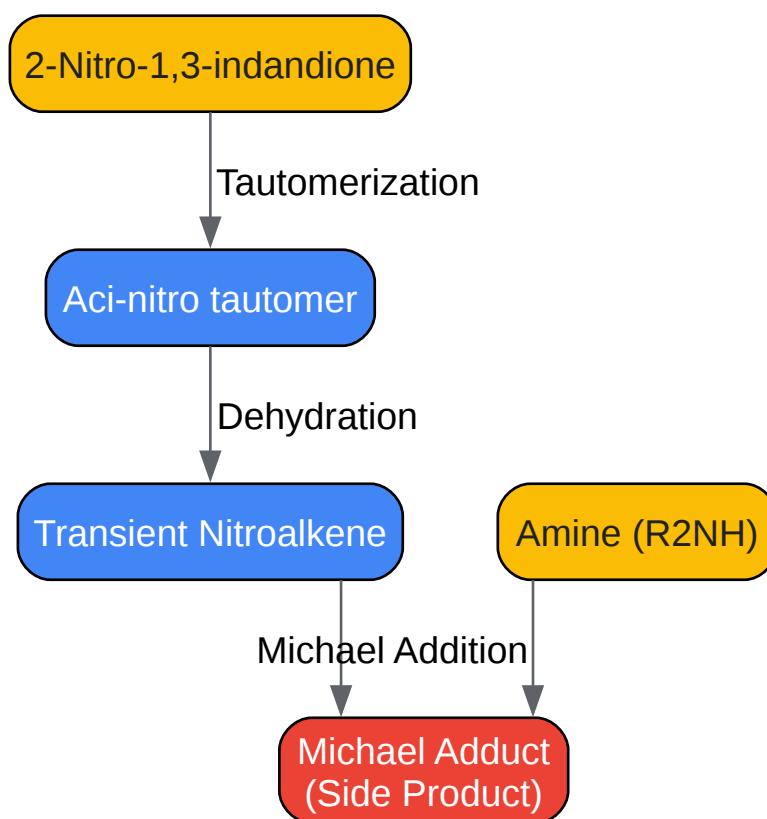 2-Nitro-1,3-indandione
Tautomerization
Aci-nitro tautomer
Dehydration
Transient Nitroalkene
Amine (R2NH)
Michael Addition
Michael Adduct
(Side Product)